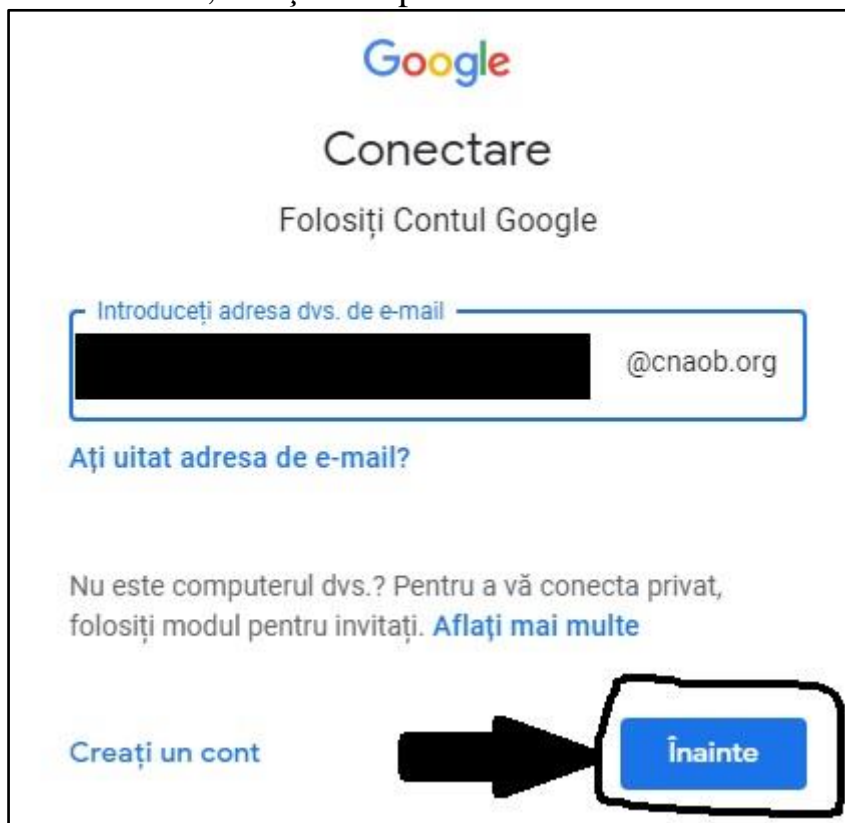 Google
Conectare
Folosiți Contul Google
Introduceți adresa dvs. de e-mail
@cnaob.org
Ați uitat adresa de e-mail?
Nu este computerul dvs.? Pentru a vă conecta privat,
folosiți modul pentru invitați. Aflați mai multe
Creați un cont
Înainte